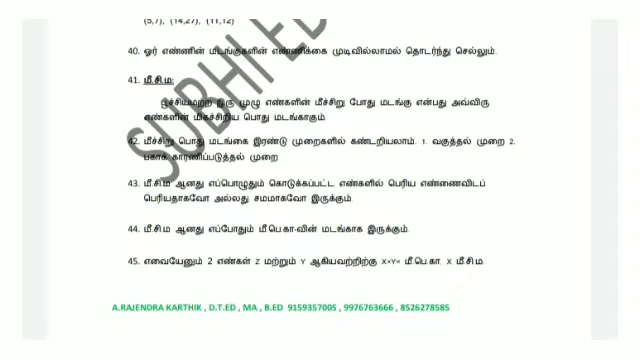 (5,7), (14,27), (11,12)
40. ஓர் எண்ணின் மடங்குகளின் எண்ணிக்கை முடிவில்லாமல் தொடர்ந்து செல்லும்.
41. மீ.சி.ம:
பூச்சியமற்ற இரு முழு எண்களின் மீச்சிறு போது மடங்கு என்பது அவ்விரு
எண்களின் மிகச்சிறிய பொது மடங்காகும்.
42. மீச்சிறு பொது மடங்கை இரண்டு முறைகளில் கண்டறியலாம். 1. வகுத்தல் முறை 2.
பகாக் காரணிப்படுத்தல் முறை
43. மீ.சி.ம ஆனது எப்பொழுதும் கொடுக்கப்பட்ட எண்களில் பெரிய எண்ணைவிடப்
பெரியதாகவோ அல்லது சமமாகவோ இருக்கும்.
44. மீ.சி.ம ஆனது எப்போதும் மீ.பெ.கா-வின் மடங்காக இருக்கும்.
45. எவையேனும் 2 எண்கள் Z மற்றும் Y ஆகியவற்றிற்கு X×Y= மீ.பெ.கா. X மீ.சி.ம.
A.RAJENDRA KARTHIK , D.T.ED , MA , B.ED 9159357005 , 9976763666 , 8526278585
SUBHI ED